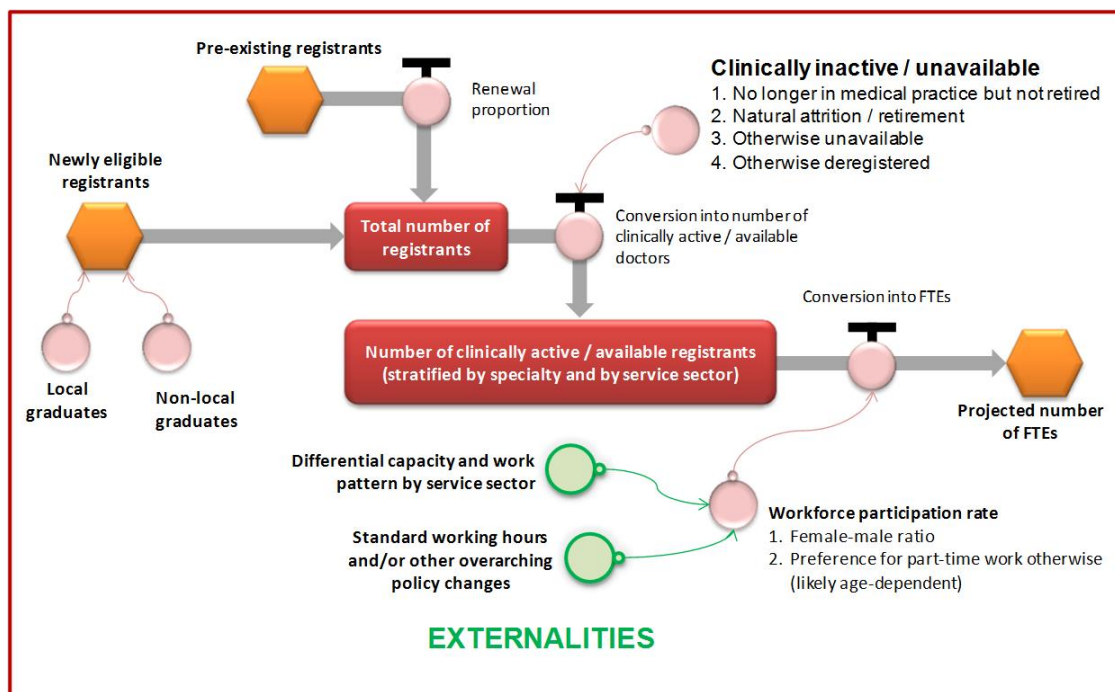 Pre-existing registrants
Renewal
proportion
Clinically inactive / unavailable
1. No longer in medical practice but not retired
2. Natural attrition / retirement
3. Otherwise unavailable
4. Otherwise deregistered
Newly eligible
registrants
Total number of
registrants
Conversion into number of
clinically active / available
doctors
Local
graduates
Non-local
graduates
Number of clinically active / available registrants
(stratified by specialty and by service sector)
Conversion into FTEs
Projected number
of FTEs
Differential capacity and work
pattern by service sector
Standard working hours
and/or other overarching
policy changes
Workforce participation rate
1. Female-male ratio
2. Preference for part-time work otherwise
(likely age-dependent)
EXTERNALITIES